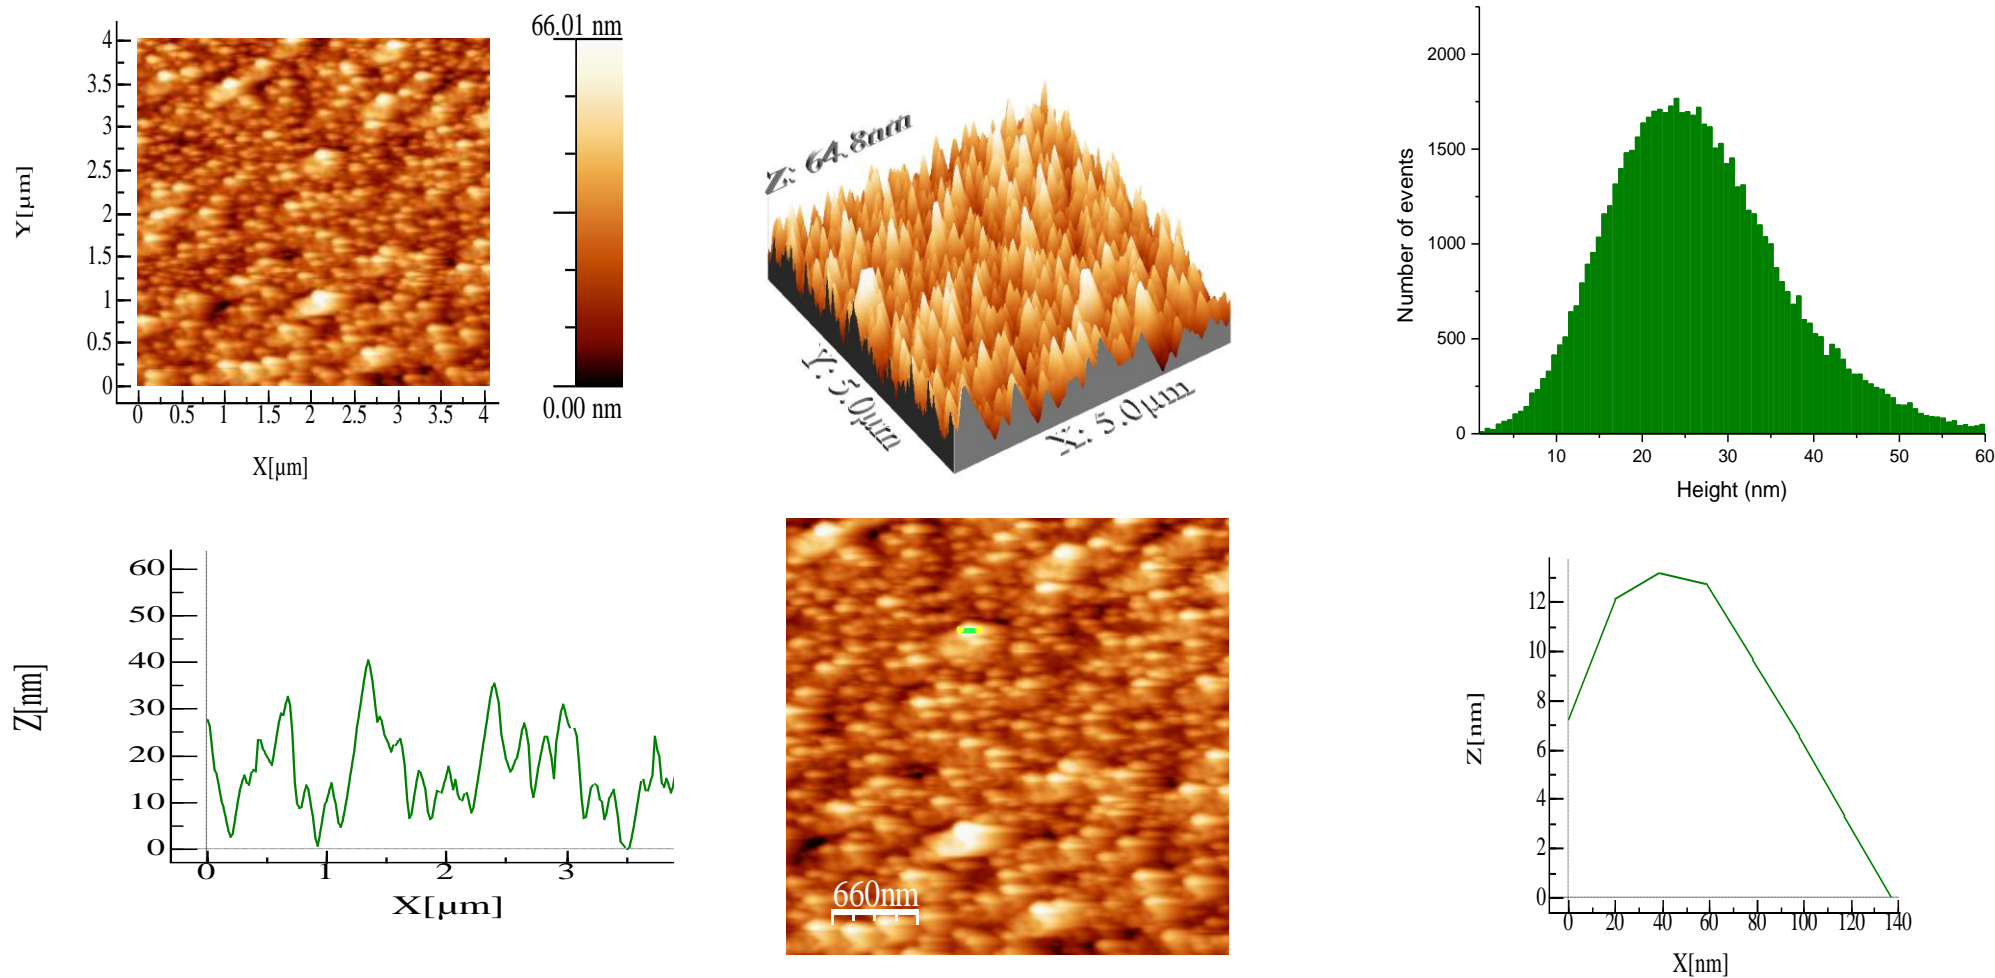 66.01 nm
4
3.5
3
2.5
2
1.5
1
0.5
0
Y[µm]
0 0.5 1 1.5 2 2.5 3 3.5 4
X[µm]
0.00 nm
Z: 64.8nm
Y: 5.0µm
X: 5.0µm
2000
1500
1000
500
0
Number of events
10 20 30 40 50 60
Height (nm)
60
50
40
30
20
10
0
Z[nm]
0 1 2 3
X[µm]
660nm
12
10
8
6
4
2
0
Z[nm]
0 20 40 60 80 100 120 140
X[nm]